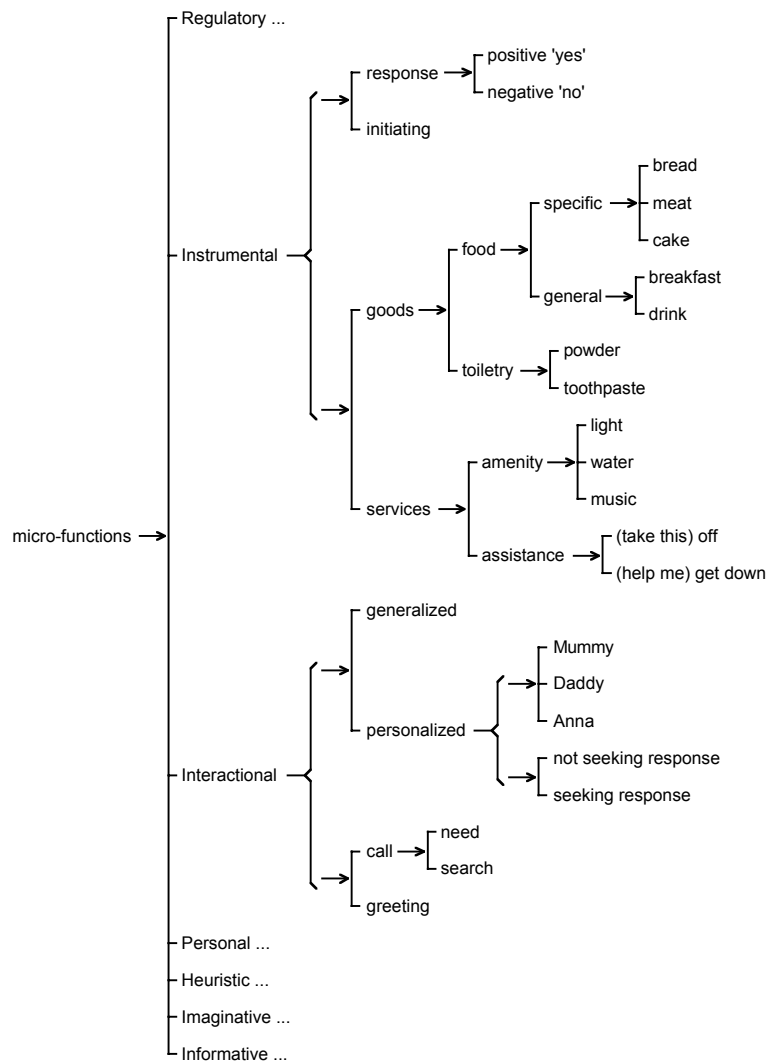 Regulatory ...
positive 'yes'
response
negative 'no'
initiating
bread
specific
meat
cake
Instrumental
food
breakfast
general
goods
drink
powder
toiletry
toothpaste
light
amenity
water
music
services
micro-functions
(take this) off
assistance
(help me) get down
generalized
Mummy
Daddy
Anna
personalized
not seeking response
Interactional
seeking response
need
call
search
greeting
Personal ...
Heuristic ...
Imaginative ...
Informative ...